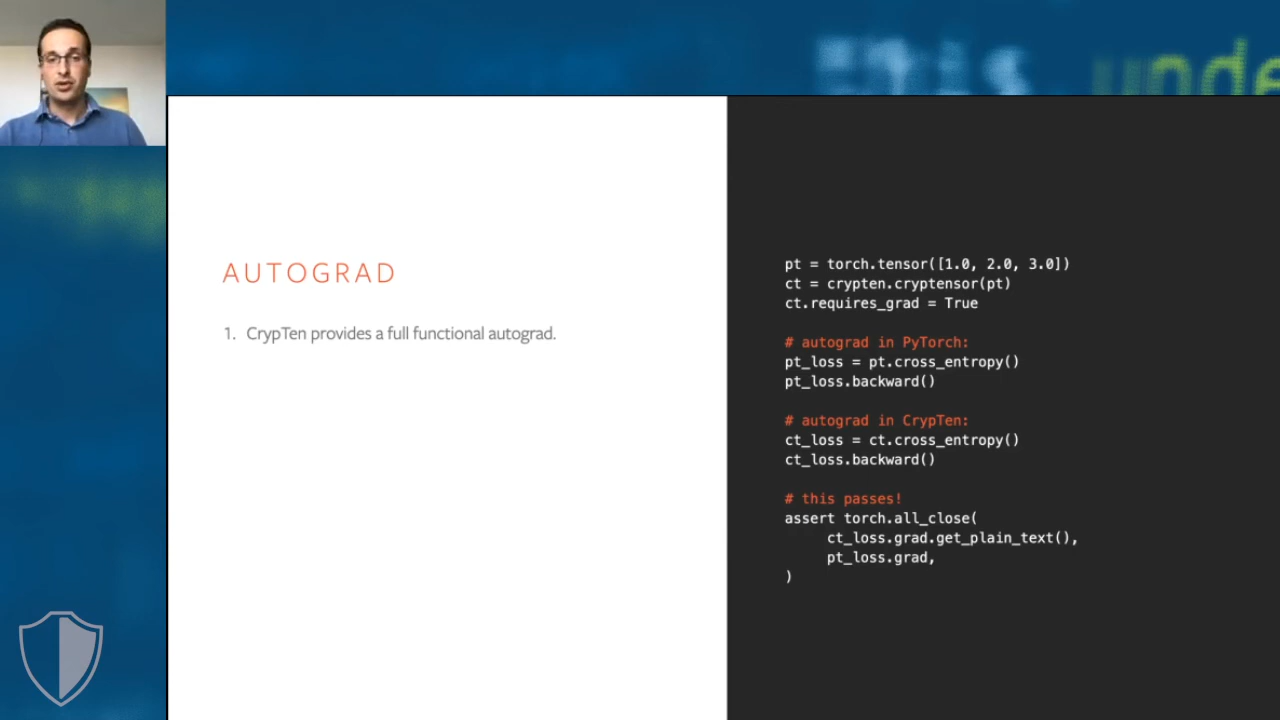 AUTOGRAD
1. CrypTen provides a full functional autograd.
pt = torch.tensor([1.0, 2.0, 3.0])
ct = crypten.cryptensor(pt)
ct.requires_grad = True
# autograd in PyTorch:
pt_loss = pt.cross_entropy()
pt_loss.backward()
# autograd in CrypTen:
ct_loss = ct.cross_entropy()
ct_loss.backward()
# this passes!
assert torch.all_close(
ct_loss.grad.get_plain_text(),
pt_loss.grad,
)